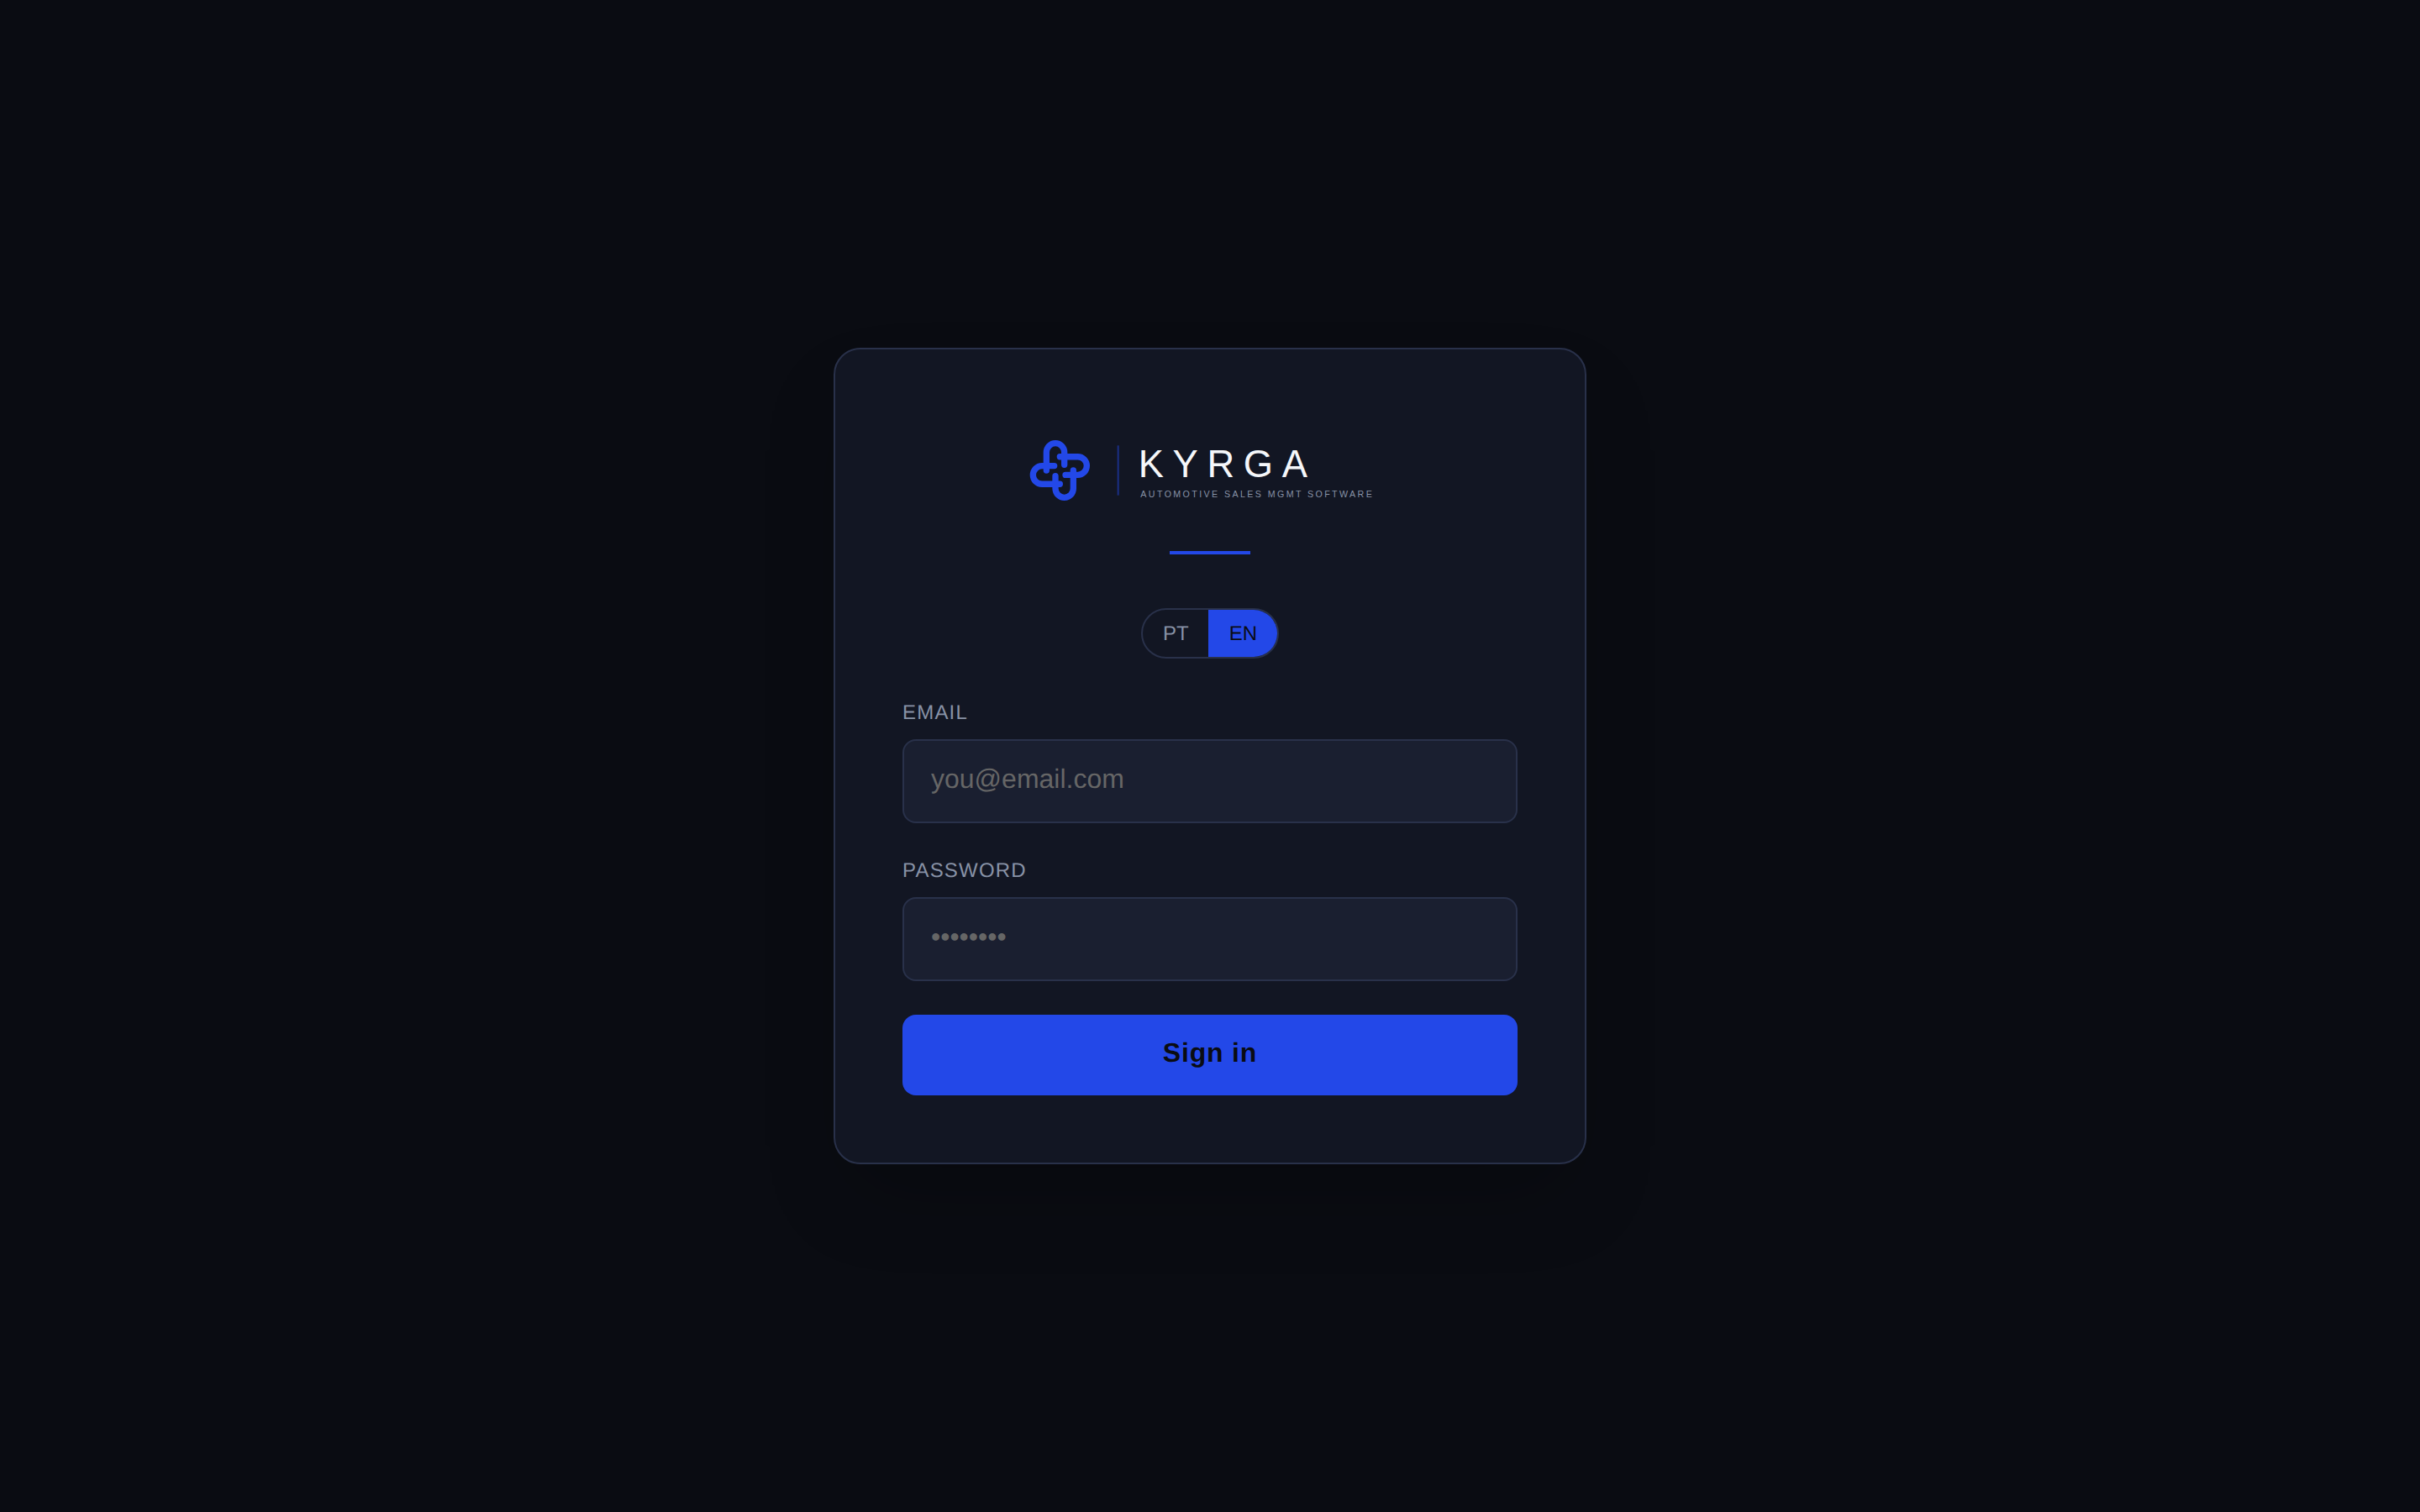 KYRGA
AUTOMOTIVE SALES MGMT SOFTWARE
PT EN
EMAIL
you@email.com
PASSWORD
••••••••
Sign in